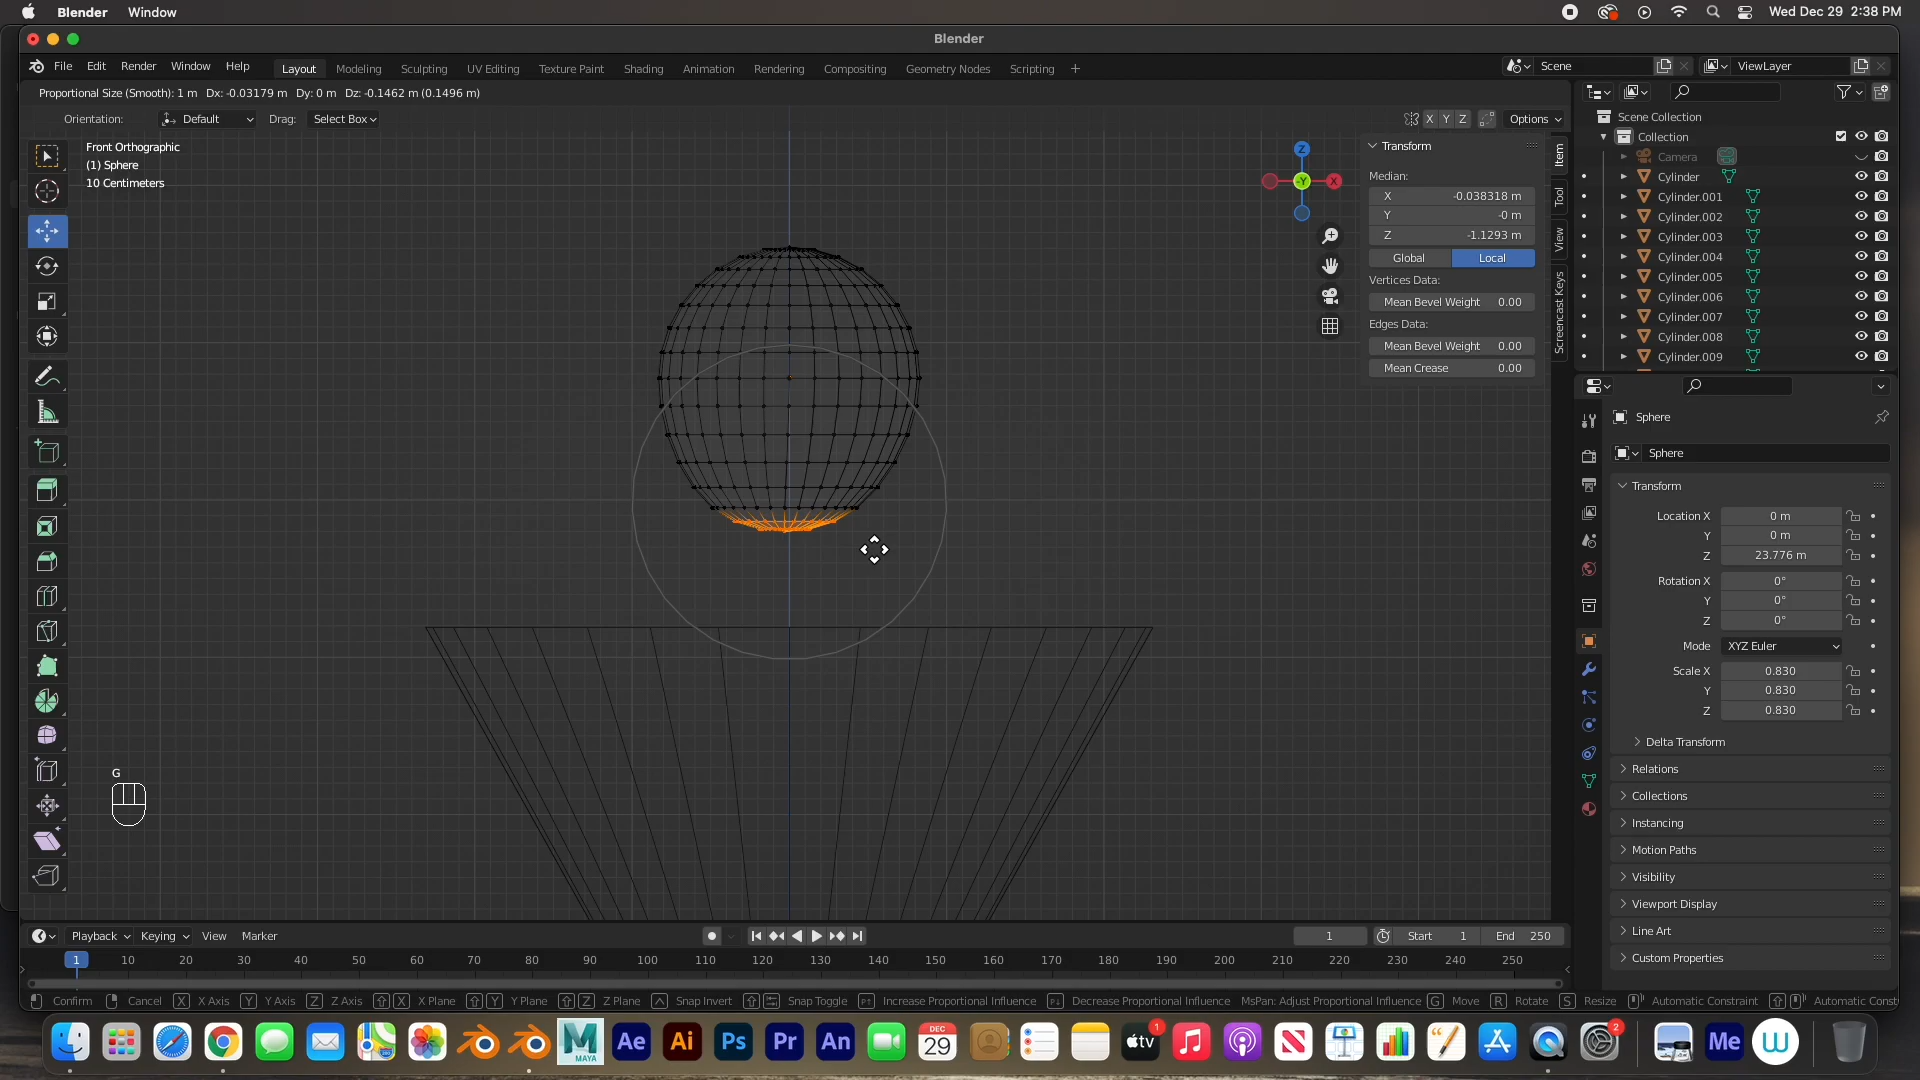 Blender Window Wed Dec 29 2:38 PM
Blender
File Edit Render Window Help Layout Modeling Sculpting UV Editing Texture Paint Shading Animation Rendering Compositing Geometry Nodes Scripting + Scene ViewLayer
Proportional Size (Smooth): 1 m Dx: -0.03179 m Dy: 0 m Dz: -0.1462 m (0.1496 m)
Orientation: Default Drag: Select Box X Y Z Options
Front Orthographic
(1) Sphere
10 Centimeters
Z
X
-Y
Transform
Median:
X -0.038318 m
Y -0 m
Z -1.1293 m
Global Local
Vertices Data:
Mean Bevel Weight 0.00
Edges Data:
Mean Bevel Weight 0.00
Mean Crease 0.00
Item
Tool
View
Screencast Keys
Scene Collection
Collection
Camera
Cylinder
Cylinder.001
Cylinder.002
Cylinder.003
Cylinder.004
Cylinder.005
Cylinder.006
Cylinder.007
Cylinder.008
Cylinder.009
Sphere
Sphere
Transform
Location X 0 m
Y 0 m
Z 23.776 m
Rotation X 0°
Y 0°
Z 0°
Mode XYZ Euler
Scale X 0.830
Y 0.830
Z 0.830
Delta Transform
Relations
Collections
Instancing
Motion Paths
Visibility
Viewport Display
Line Art
Custom Properties
G
Playback Keying View Marker 1 Start 1 End 250
1 10 20 30 40 50 60 70 80 90 100 110 120 130 140 150 160 170 180 190 200 210 220 230 240 250
Confirm Cancel X X Axis Y Y Axis Z Z Axis X X Plane Y Y Plane Z Z Plane Snap Invert Snap Toggle Increase Proportional Influence Decrease Proportional Influence MsPan: Adjust Proportional Influence G Move R Rotate S Resize Automatic Constraint Automatic Const
M MAYA Ae Ai Ps Pr An DEC 29 tv 1 2 Me W